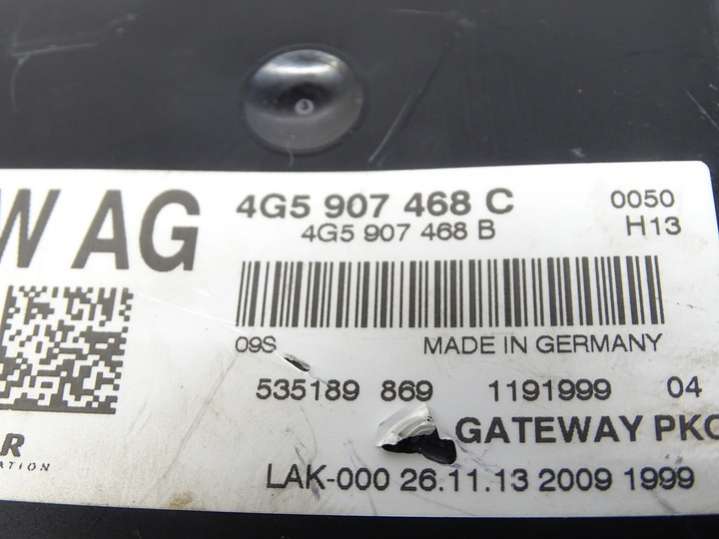 W AG 4G5 907 468 C 0050
4G5 907 468 B H13
09S MADE IN GERMANY
535189 869 1191999 04
GATEWAY PKO
LAK-000 26.11.13 2009 1999